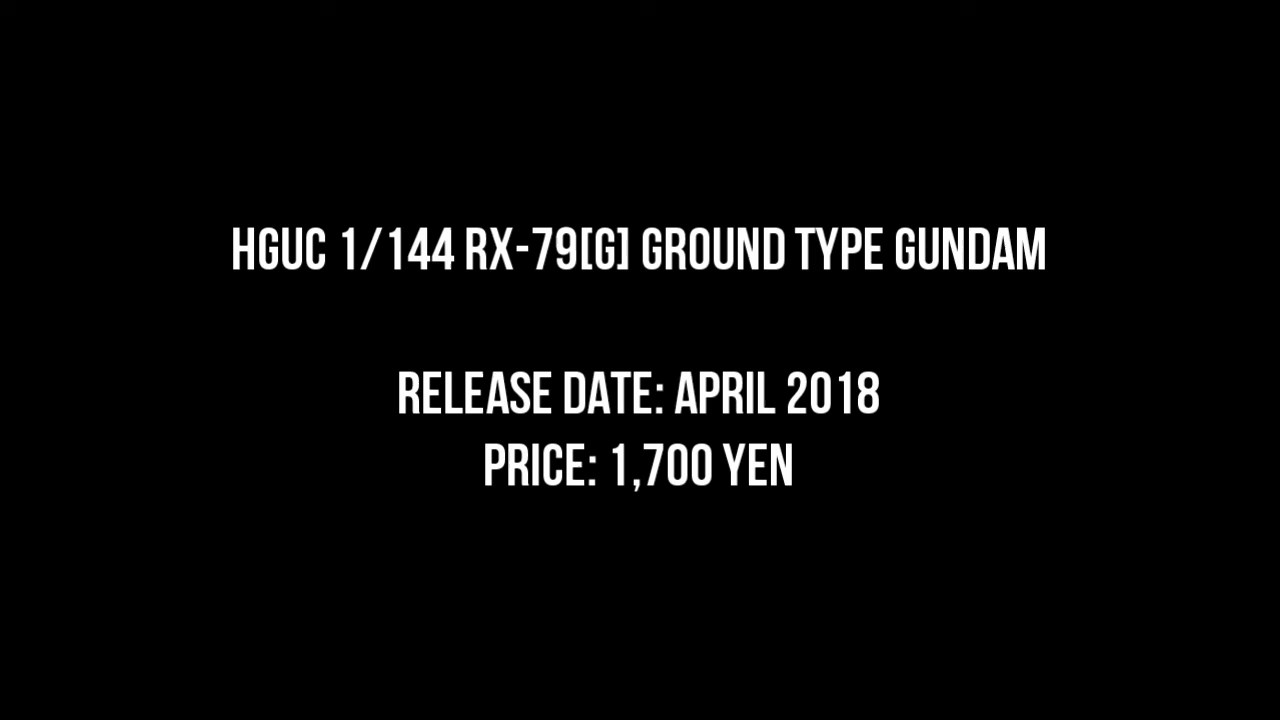 HGUC 1/144 RX-79[G] GROUND TYPE GUNDAM
RELEASE DATE: APRIL 2018
PRICE: 1,700 YEN